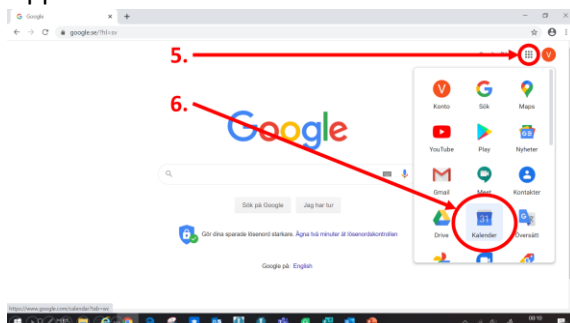 Google
google.se/?hl=sv
5.
V
6.
Konto Sök Maps
Google
YouTube Play Nyheter
Gmail Meet Kontakter
Sök på Google Jag har tur
31
Drive Kalender Översätt
Gör dina sparade lösenord starkare. Ägna två minuter åt lösenordskontrollen
Google på: English
https://www.google.com/calendar?tab=wc
08:10